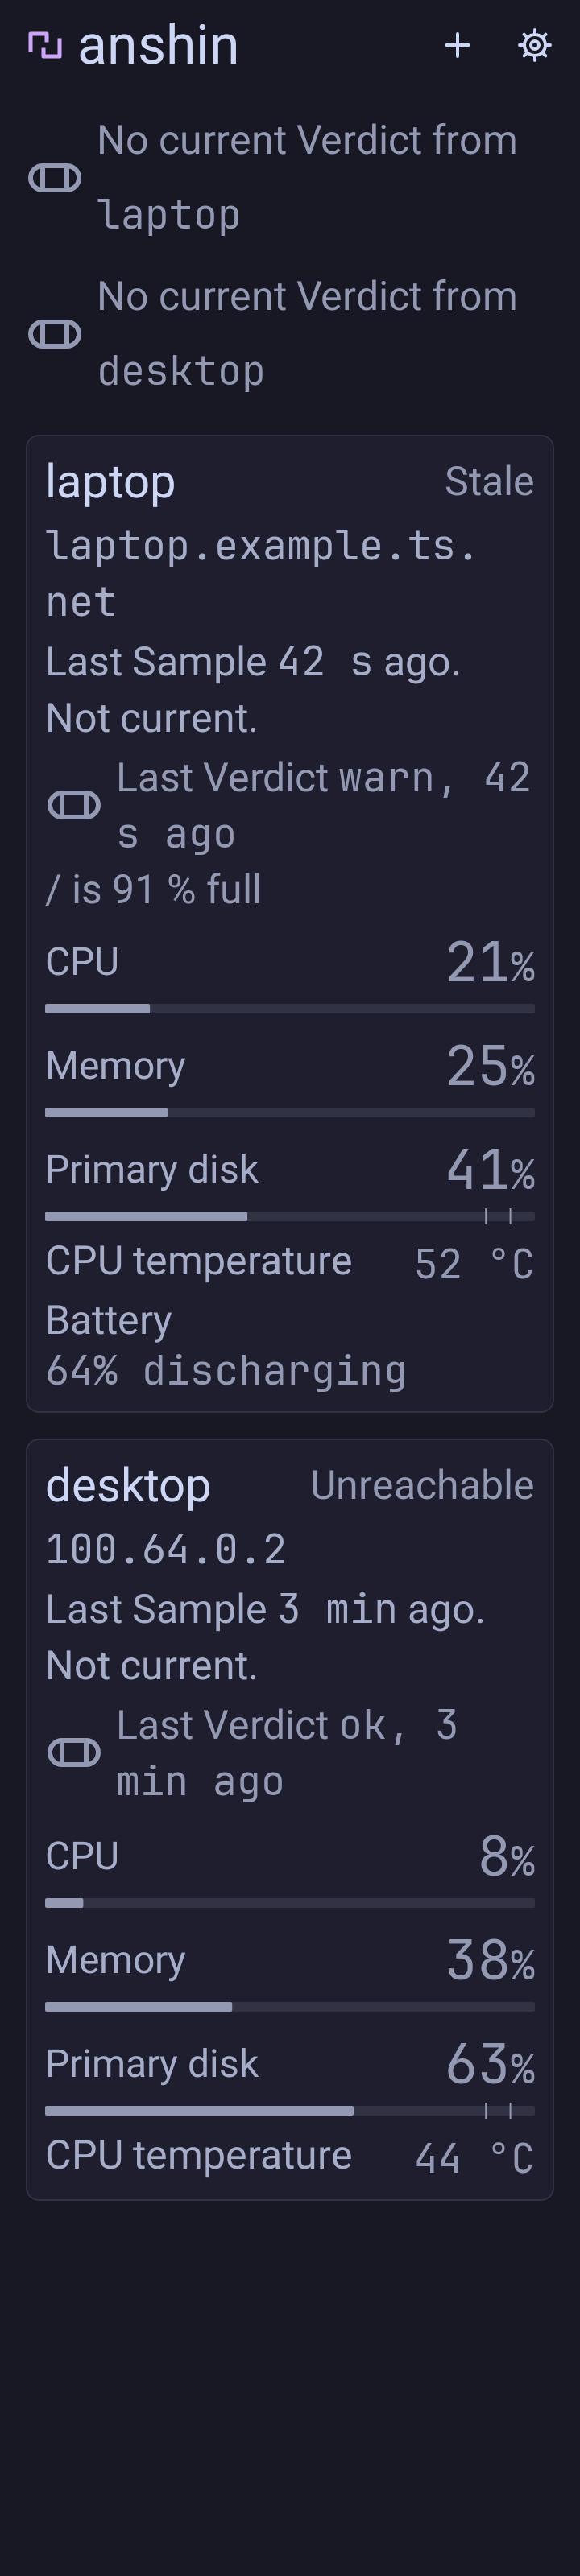 anshin
No current Verdict from
laptop
No current Verdict from
desktop
laptop Stale
laptop.example.ts.
net
Last Sample 42 s ago.
Not current.
Last Verdict warn, 42
s ago
/ is 91 % full
CPU 21%
Memory 25%
Primary disk 41%
CPU temperature 52 °C
Battery
64% discharging
desktop Unreachable
100.64.0.2
Last Sample 3 min ago.
Not current.
Last Verdict ok, 3
min ago
CPU 8%
Memory 38%
Primary disk 63%
CPU temperature 44 °C